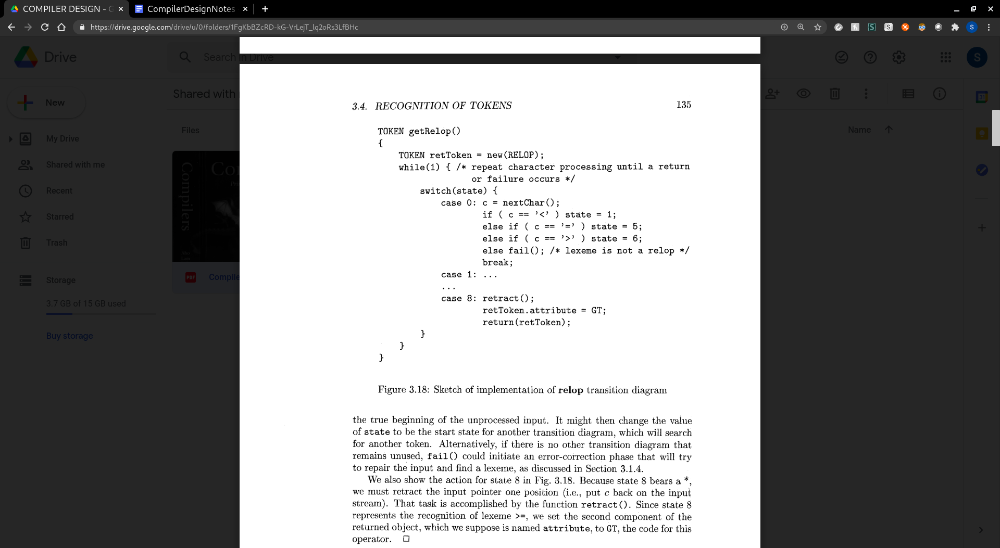 COMPILER DESIGN - G
CompilerDesignNotes
https://drive.google.com/drive/u/0/folders/1FgKbBZcRD-kG-VrLejT_lq2oRs3LfBHc
Drive
Search in Drive
S
New
Shared with
My Drive
Shared with me
Recent
Starred
Trash
Storage
3.7 GB of 15 GB used
Buy storage
Files
Name
Compilers
Co
PDF
Compile
3.4. RECOGNITION OF TOKENS 135
TOKEN getRelop()
{
TOKEN retToken = new(RELOP);
while(1) { /* repeat character processing until a return
or failure occurs */
switch(state) {
case 0: c = nextChar();
if ( c == '<' ) state = 1;
else if ( c == '=' ) state = 5;
else if ( c == '>' ) state = 6;
else fail(); /* lexeme is not a relop */
break;
case 1: ...
...
case 8: retract();
retToken.attribute = GT;
return(retToken);
}
}
}
Figure 3.18: Sketch of implementation of relop transition diagram
the true beginning of the unprocessed input. It might then change the value
of state to be the start state for another transition diagram, which will search
for another token. Alternatively, if there is no other transition diagram that
remains unused, fail() could initiate an error-correction phase that will try
to repair the input and find a lexeme, as discussed in Section 3.1.4.
We also show the action for state 8 in Fig. 3.18. Because state 8 bears a *,
we must retract the input pointer one position (i.e., put c back on the input
stream). That task is accomplished by the function retract(). Since state 8
represents the recognition of lexeme >=, we set the second component of the
returned object, which we suppose is named attribute, to GT, the code for this
operator. □